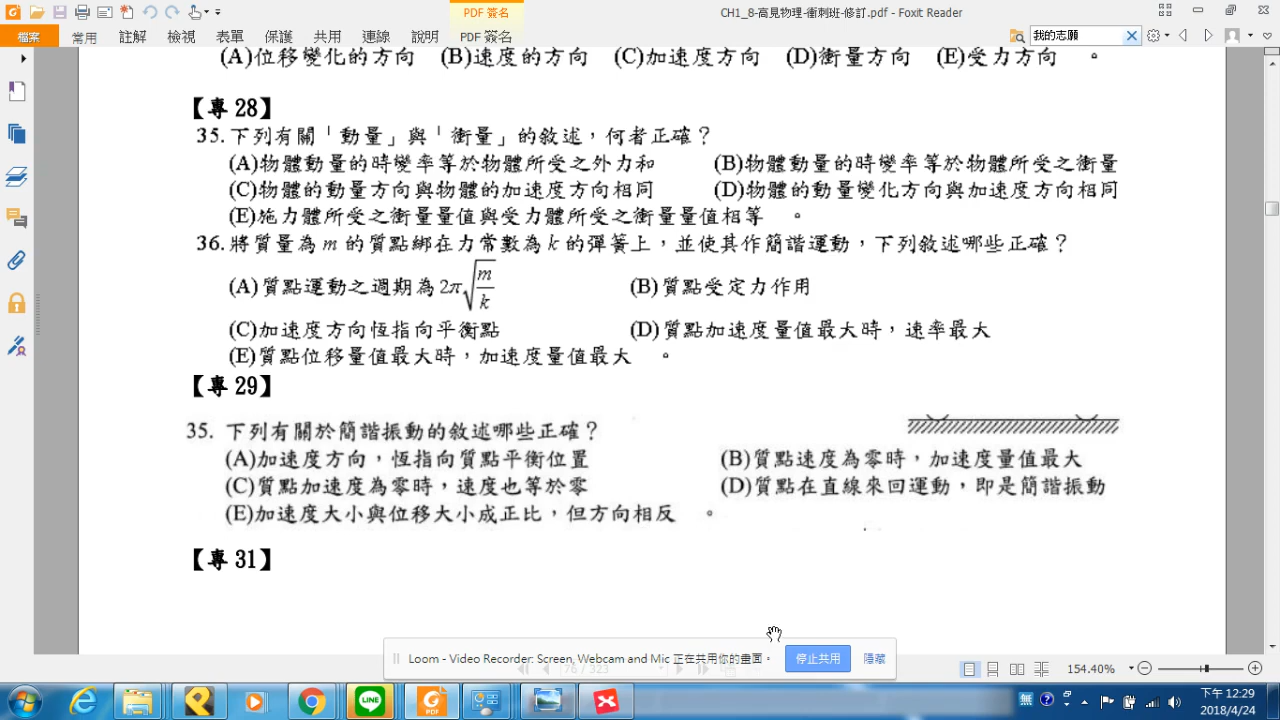 PDF 簽名
CH1_8-高見物理-衝刺班-修訂.pdf - Foxit Reader
檔案 常用 註解 檢視 表單 保護 共用 連線 說明 PDF 簽名
我的志願
(A)位移變化的方向 (B)速度的方向 (C)加速度方向 (D)衝量方向 (E)受力方向 。
【專 28】
35.下列有關「動量」與「衝量」的敘述，何者正確？
(A)物體動量的時變率等於物體所受之外力和 (B)物體動量的時變率等於物體所受之衝量
(C)物體的動量方向與物體的加速度方向相同 (D)物體的動量變化方向與加速度方向相同
(E)施力體所受之衝量量值與受力體所受之衝量量值相等 。
36.將質量為 m 的質點綁在力常數為 k 的彈簧上，並使其作簡諧運動，下列敘述哪些正確？
(A)質點運動之週期為 2π√(m/k) (B)質點受定力作用
(C)加速度方向恆指向平衡點 (D)質點加速度量值最大時，速率最大
(E)質點位移量值最大時，加速度量值最大 。
【專 29】
35. 下列有關於簡諧振動的敘述哪些正確？
(A)加速度方向，恆指向質點平衡位置 (B)質點速度為零時，加速度量值最大
(C)質點加速度為零時，速度也等於零 (D)質點在直線來回運動，即是簡諧振動
(E)加速度大小與位移大小成正比，但方向相反 。
【專 31】
Loom - Video Recorder: Screen, Webcam and Mic 正在共用你的畫面。 停止共用 隱藏
76 / 323
154.40%
LINE
PDF
無
下午 12:29
2018/4/24